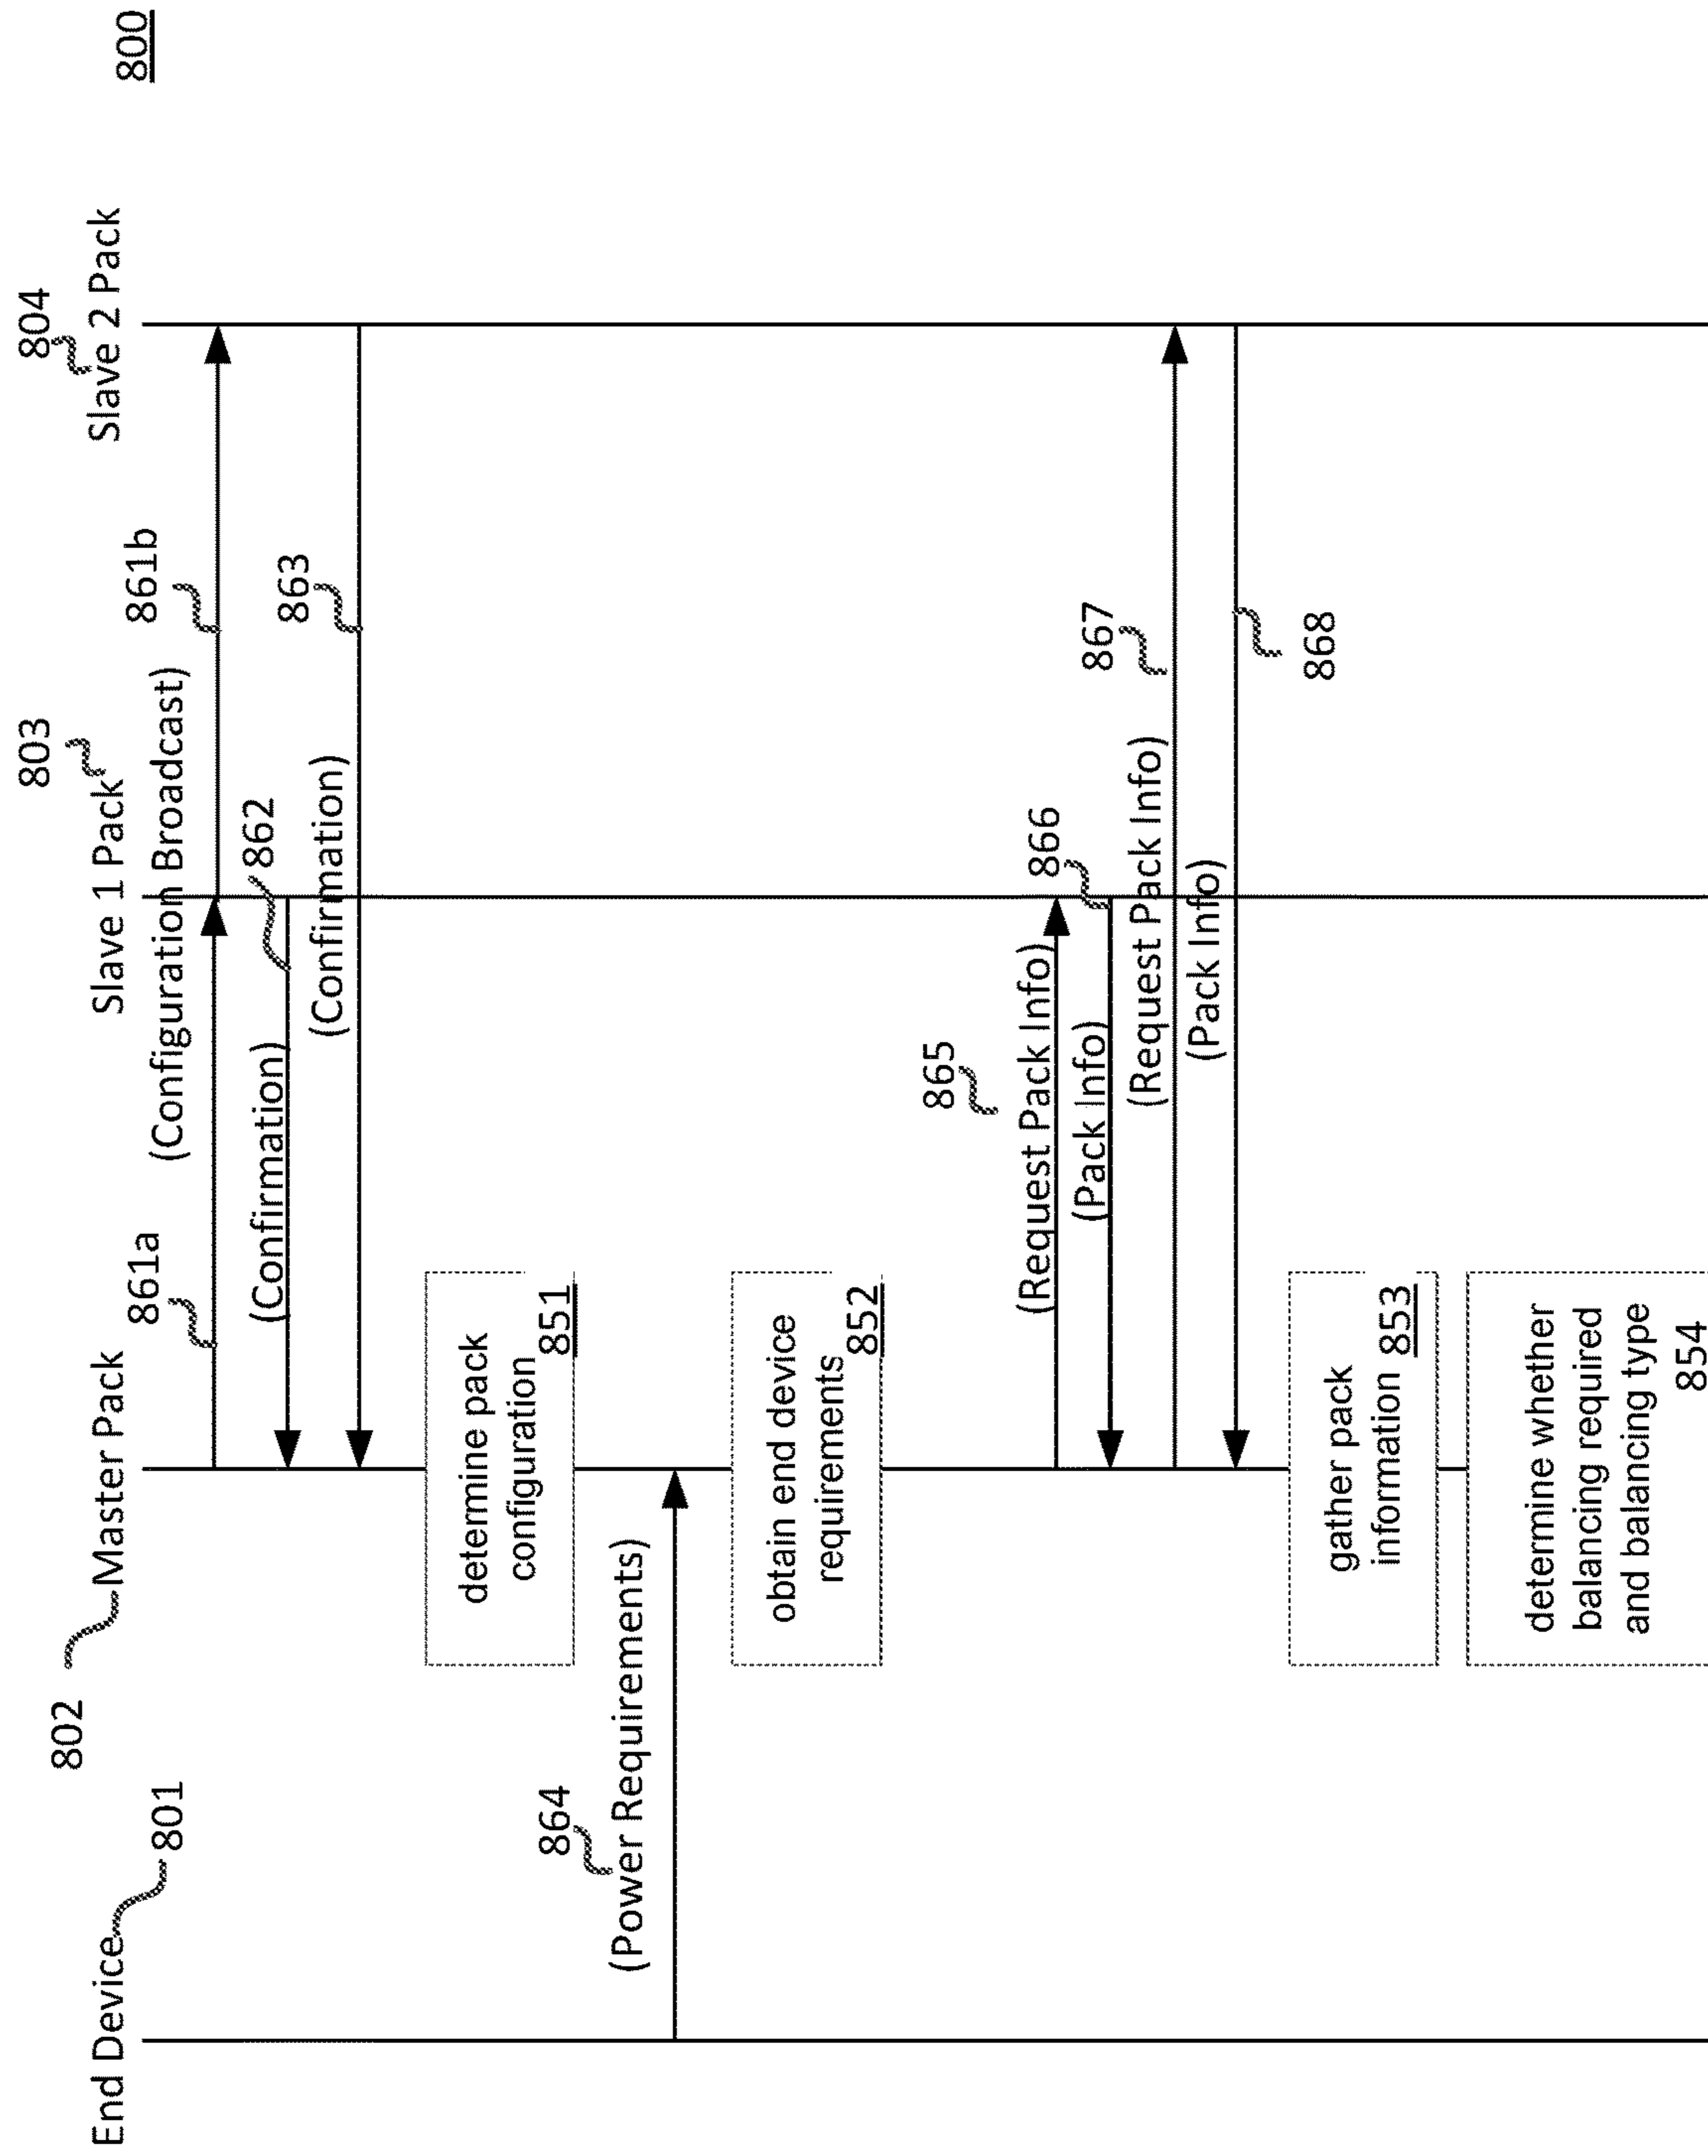 803
804
802
End Device
Master Pack
Slave 1 Pack
Slave 2 Pack
800
801
861a
(Configuration Broadcast)
861b
(Confirmation)
862
863
(Confirmation)
determine pack
configuration
851
864
(Power Requirements)
obtain end device
requirements
852
865
(Request Pack Info)
866
(Pack Info)
867
(Request Pack Info)
(Pack Info)
868
gather pack
information 853
determine whether
balancing required
and balancing type
854